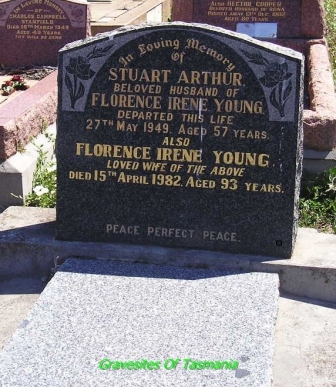 CHARLES CAMPBELL
STANFIELD
In Loving Memory
Of
STUART ARTHUR,
BELOVED HUSBAND OF
FLORENCE IRENE YOUNG,
DEPARTED THIS LIFE
27TH MAY 1949, AGED 57 YEARS.
ALSO
FLORENCE IRENE YOUNG
LOVED WIFE OF THE ABOVE
DIED 15TH APRIL 1982, AGED 93 YEARS.
PEACE PERFECT PEACE.
Gravesites Of Tasmania